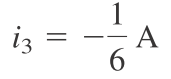 i₃ = −1/6 A